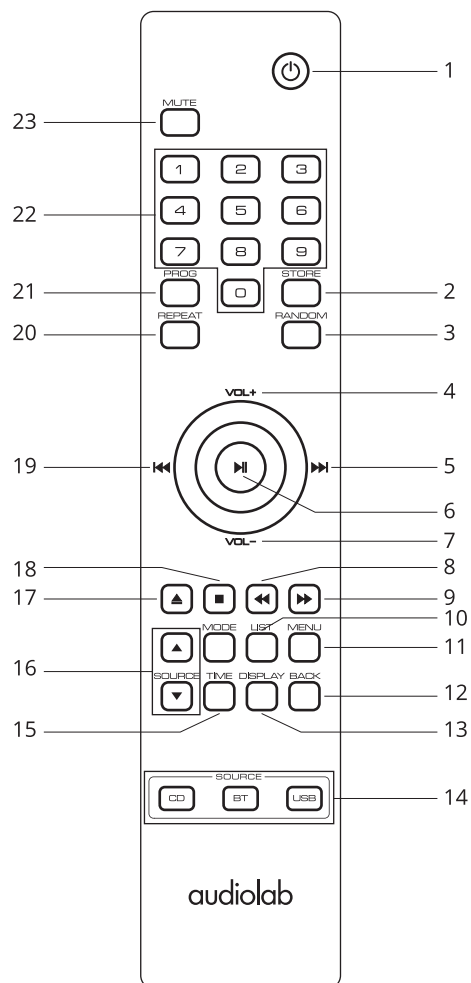 1
MUTE
23
1 2 3
22
4 5 6
7 8 9
21 PROG 0 STORE 2
20 REPEAT RANDOM 3
VOL+ 4
19 5
6
VOL- 7
18 8
17 9
10
MODE LIST MENU
16 11
SOURCE TIME DISPLAY BACK
12
15 13
SOURCE
CD BT USB 14
audiolab